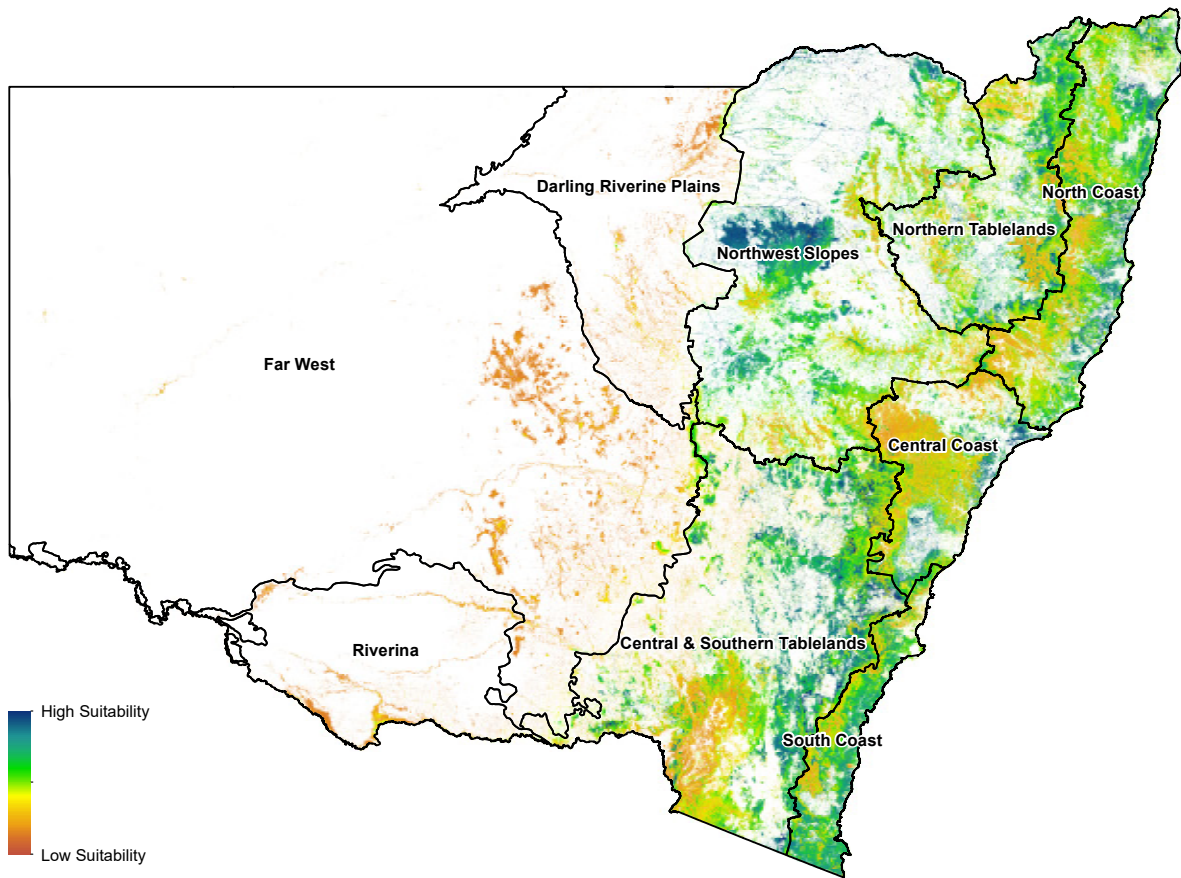 Darling Riverine Plains
North Coast
Northern Tablelands
Northwest Slopes
Far West
Central Coast
Central & Southern Tablelands
Riverina
High Suitability
South Coast
Low Suitability